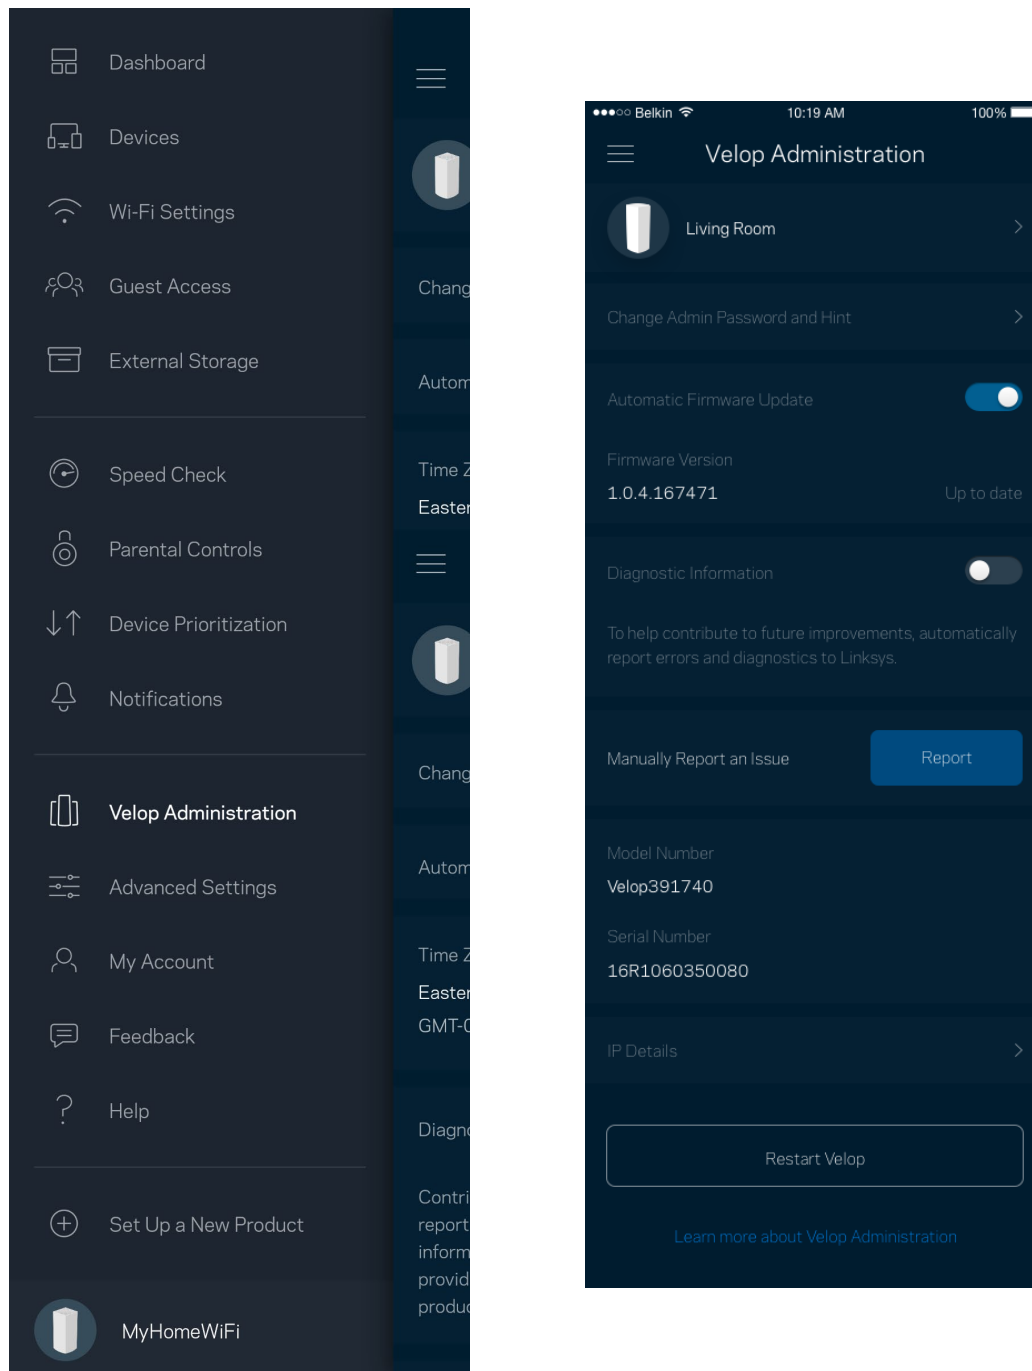 Dashboard
Devices
Wi-Fi Settings
Guest Access
External Storage
Speed Check
Parental Controls
Device Prioritization
Notifications
Velop Administration
Advanced Settings
My Account
Feedback
Help
Set Up a New Product
MyHomeWiFi
Chang
Autom
Time Z
Easter
Chang
Autom
Time Z
Easter
GMT-0
Diagno
Contri
report
inform
provid
produc
Belkin 10:19 AM 100%
Velop Administration
Living Room
Change Admin Password and Hint
Automatic Firmware Update
Firmware Version
1.0.4.167471 Up to date
Diagnostic Information
To help contribute to future improvements, automatically
report errors and diagnostics to Linksys.
Manually Report an Issue Report
Model Number
Velop391740
Serial Number
16R1060350080
IP Details
Restart Velop
Learn more about Velop Administration